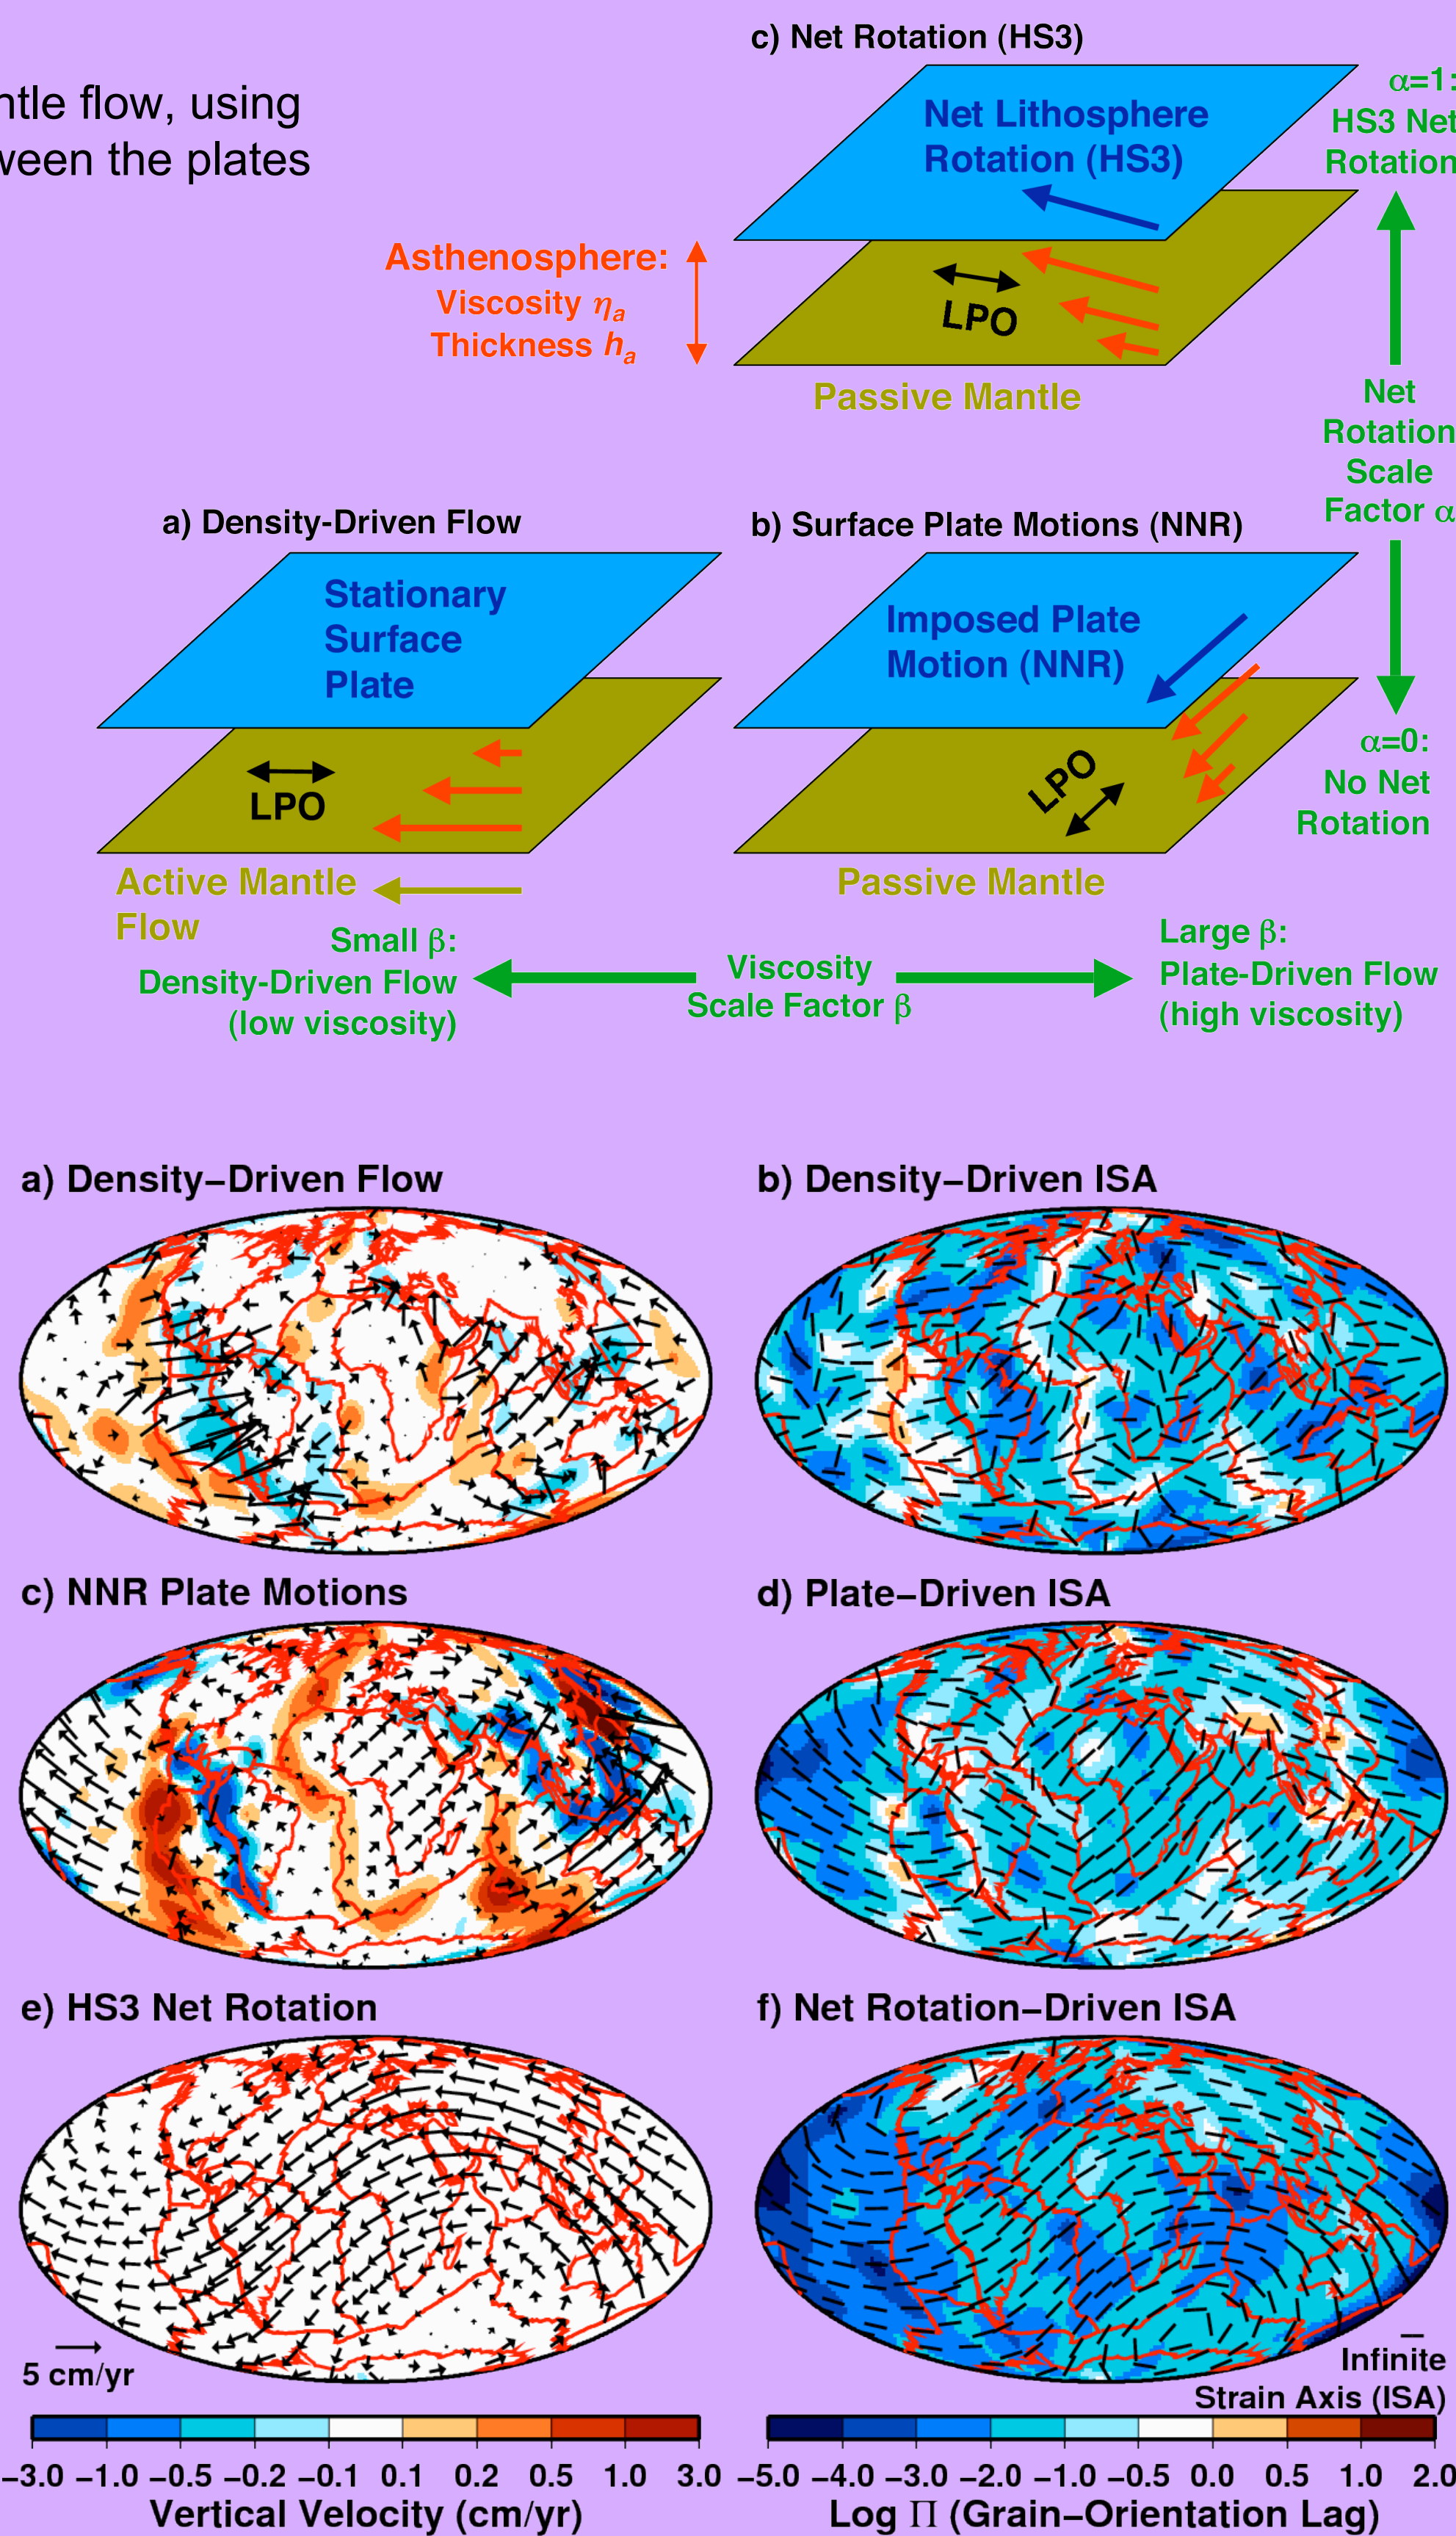 ntle flow, using
ween the plates
c) Net Rotation (HS3)
Net Lithosphere
Rotation (HS3)
α=1:
HS3 Net
Rotation
Asthenosphere:
Viscosity ηa
Thickness ha
LPO
Passive Mantle
Net
Rotation
Scale
Factor α
a) Density-Driven Flow
Stationary
Surface
Plate
LPO
Active Mantle
Flow
b) Surface Plate Motions (NNR)
Imposed Plate
Motion (NNR)
LPO
Passive Mantle
α=0:
No Net
Rotation
Small β:
Density-Driven Flow
(low viscosity)
Viscosity
Scale Factor β
Large β:
Plate-Driven Flow
(high viscosity)
a) Density–Driven Flow
b) Density–Driven ISA
c) NNR Plate Motions
d) Plate–Driven ISA
e) HS3 Net Rotation
f) Net Rotation–Driven ISA
5 cm/yr
Infinite
Strain Axis (ISA)
−3.0 −1.0 −0.5 −0.2 −0.1 0.1 0.2 0.5 1.0 3.0
Vertical Velocity (cm/yr)
−5.0 −4.0 −3.0 −2.0 −1.0 −0.5 0.0 0.5 1.0 2.0
Log Π (Grain–Orientation Lag)